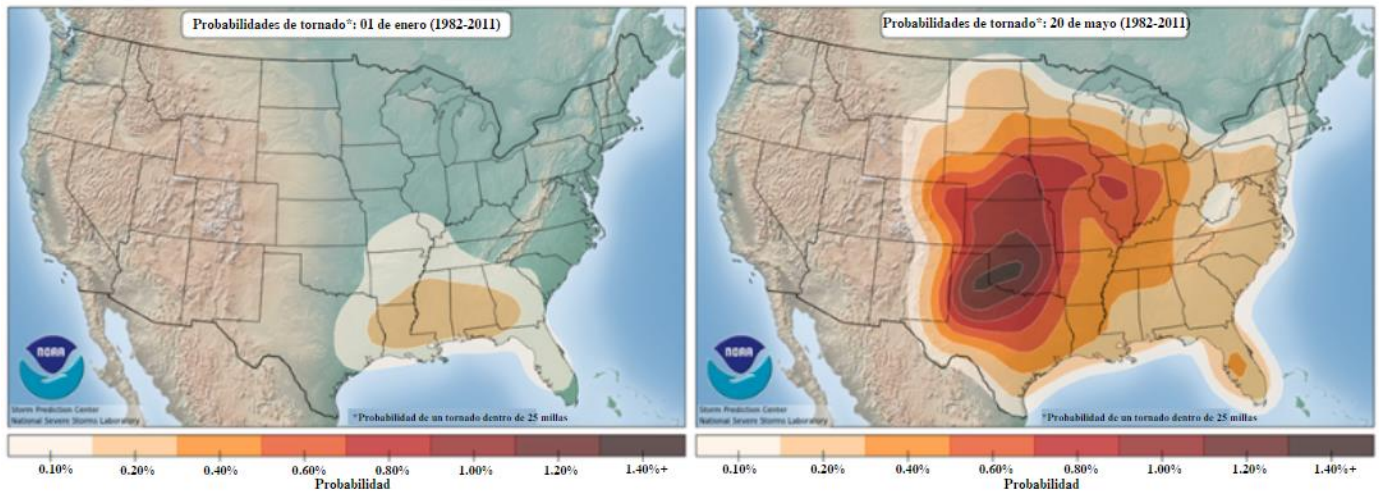 Probabilidades de tornado*: 01 de enero (1982-2011)
NOAA
Storm Prediction Center
National Severe Storms Laboratory
*Probabilidad de un tornado dentro de 25 millas
0.10% 0.20% 0.40% 0.60% 0.80% 1.00% 1.20% 1.40%+
Probabilidad
Probabilidades de tornado*: 20 de mayo (1982-2011)
NOAA
Storm Prediction Center
National Severe Storms Laboratory
*Probabilidad de un tornado dentro de 25 millas
0.10% 0.20% 0.40% 0.60% 0.80% 1.00% 1.20% 1.40%+
Probabilidad